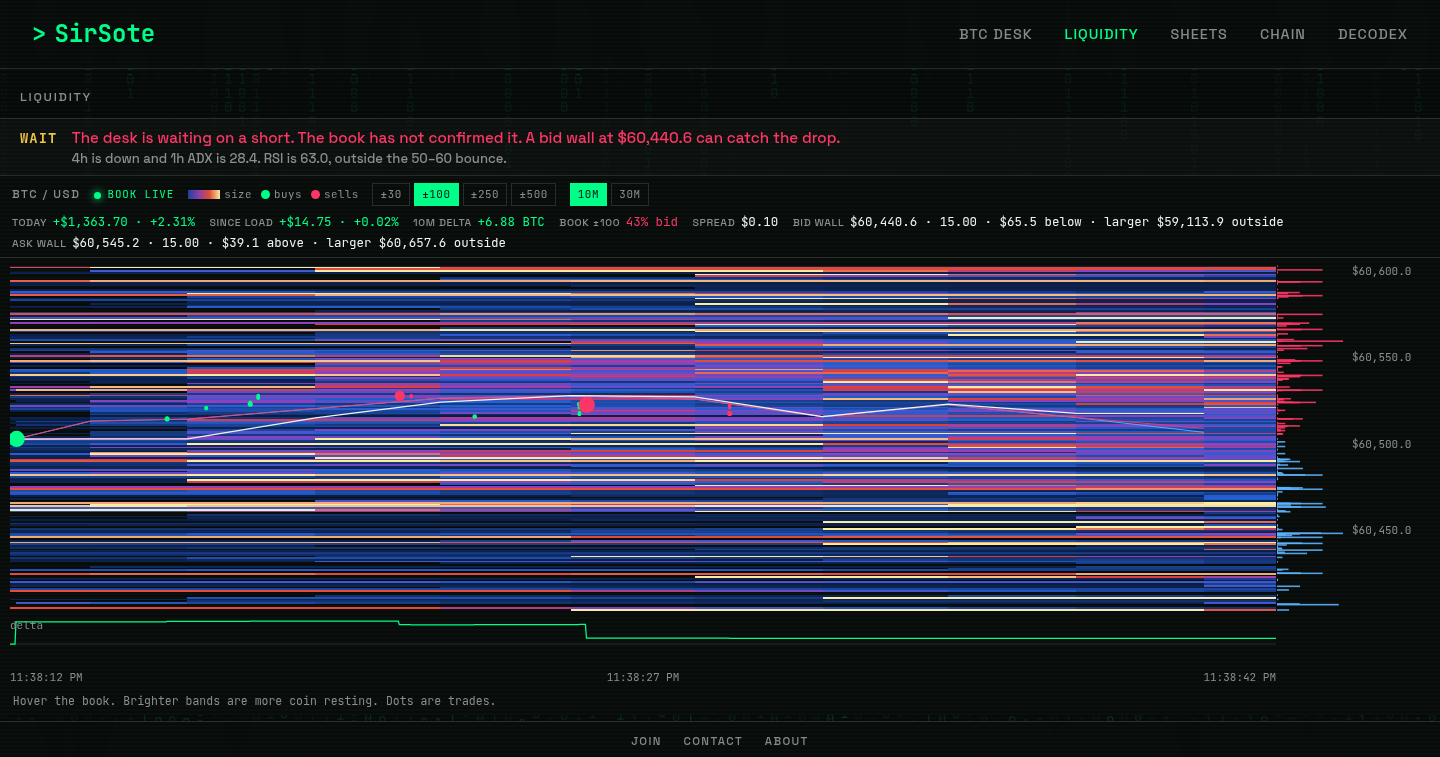 > SirSote
BTC DESK LIQUIDITY SHEETS CHAIN DECODEX
LIQUIDITY
WAIT The desk is waiting on a short. The book has not confirmed it. A bid wall at $60,440.6 can catch the drop.
4h is down and 1h ADX is 28.4. RSI is 63.0, outside the 50–60 bounce.
BTC / USD BOOK LIVE size buys sells ±30 ±100 ±250 ±500 10M 30M
TODAY +$1,363.70 · +2.31% SINCE LOAD +$14.75 · +0.02% 10M DELTA +6.88 BTC BOOK ±100 43% bid SPREAD $0.10 BID WALL $60,440.6 · 15.00 · $65.5 below · larger $59,113.9 outside
ASK WALL $60,545.2 · 15.00 · $39.1 above · larger $60,657.6 outside
$60,600.0
$60,550.0
$60,500.0
$60,450.0
delta
11:38:12 PM 11:38:27 PM 11:38:42 PM
Hover the book. Brighter bands are more coin resting. Dots are trades.
JOIN CONTACT ABOUT